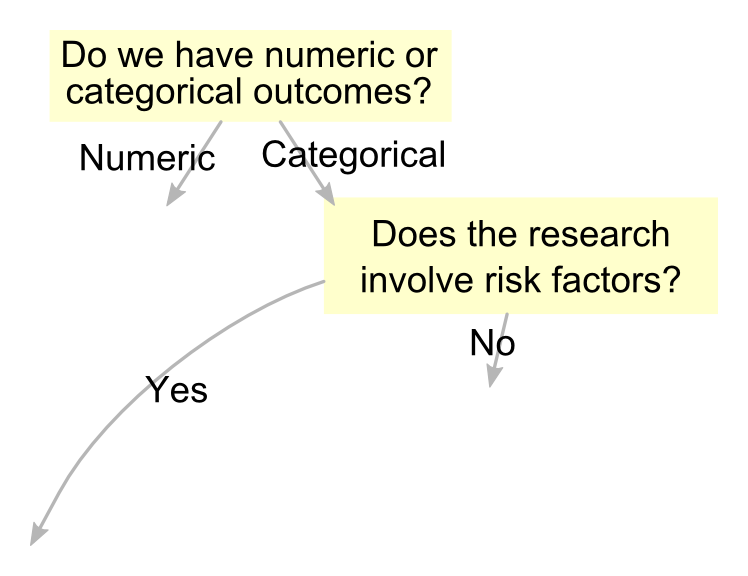 Do we have numeric or
categorical outcomes?
Numeric
Categorical
Does the research
involve risk factors?
No
Yes